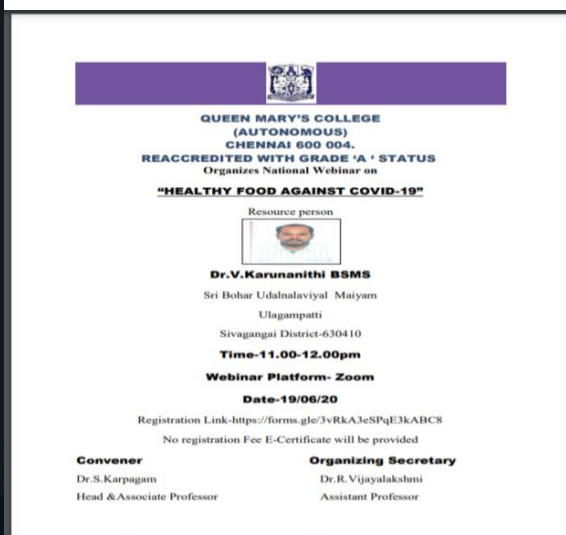 QUEEN MARY'S COLLEGE
(AUTONOMOUS)
CHENNAI 600 004.
REACCREDITED WITH GRADE 'A ' STATUS
Organizes National Webinar on
"HEALTHY FOOD AGAINST COVID-19"
Resource person
Dr.V.Karunanithi BSMS
Sri Bohar Udalnalaviyal Maiyam
Ulagampatti
Sivagangai District-630410
Time-11.00-12.00pm
Webinar Platform- Zoom
Date-19/06/20
Registration Link-https://forms.gle/3vRkA3eSPqE3kABC8
No registration Fee E-Certificate will be provided
Convener Organizing Secretary
Dr.S.Karpagam Dr.R.Vijayalakshmi
Head &Associate Professor Assistant Professor